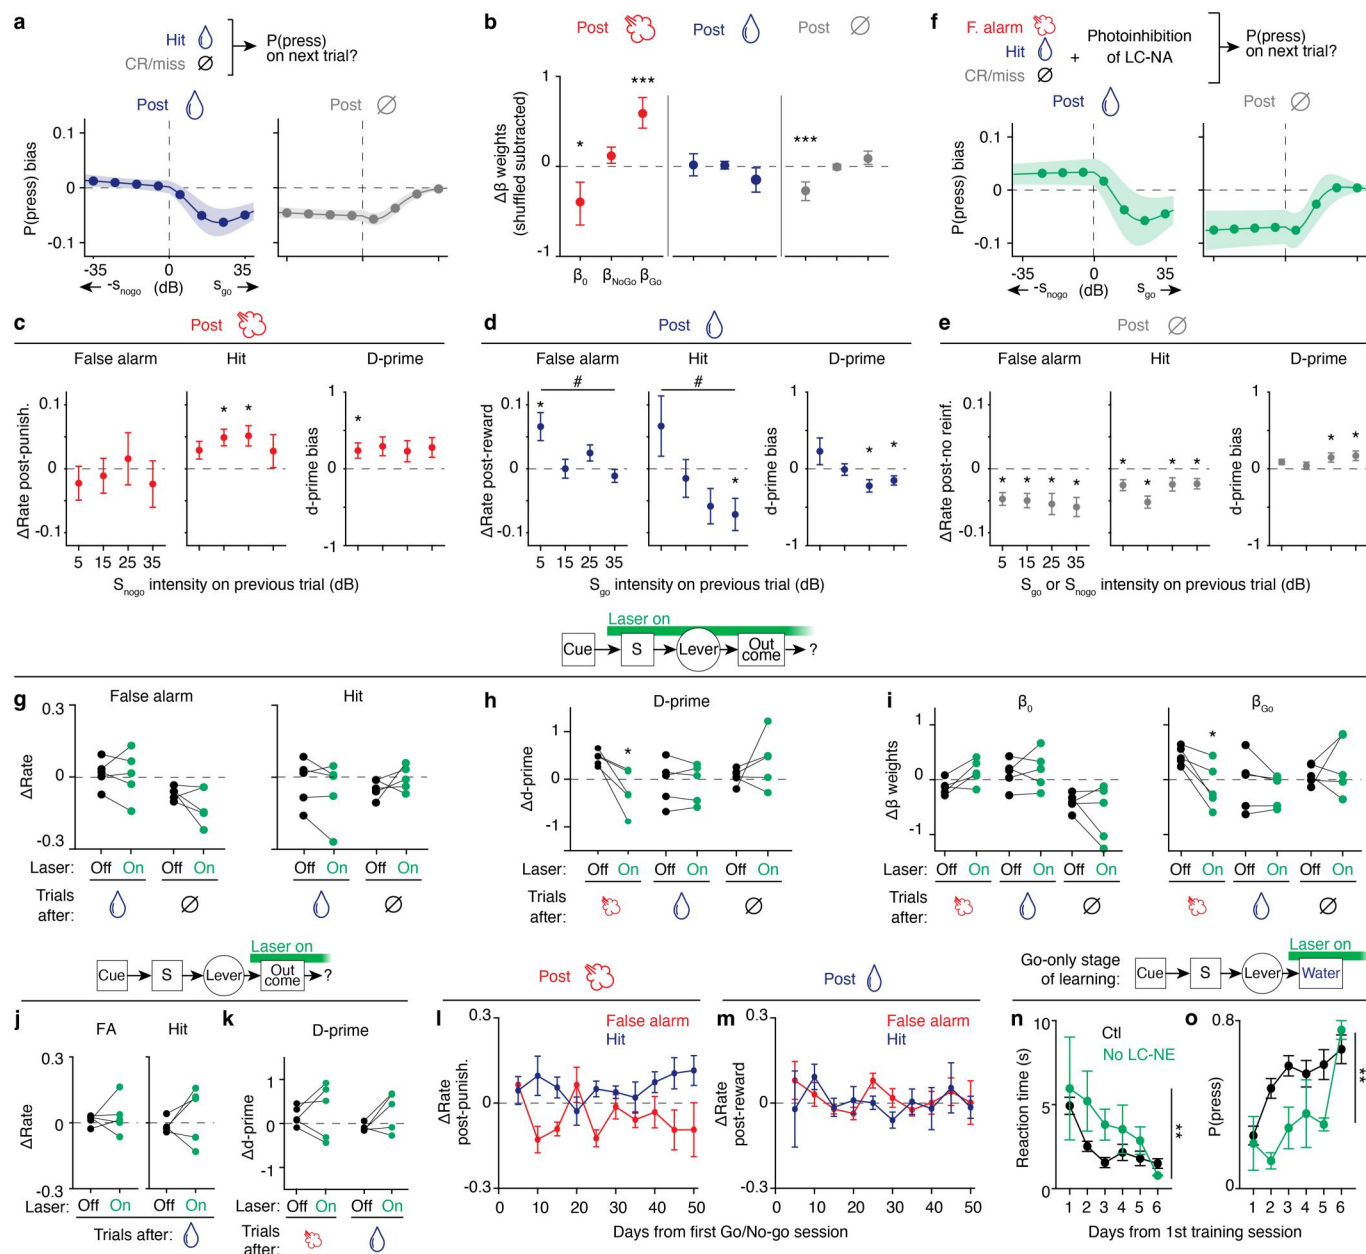 a
Hit
CR/miss
P(press)
on next trial?
Post
Post
P(press) bias
0.1
0
-0.1
-35
0
35
-s nogo
(dB)
s go
b
Post
Post
Post
Δβ weights
(shuffled subtracted)
1
0
-1
*
***
***
β0
βNoGo
βGo
f
F. alarm
Hit
CR/miss
+
Photoinhibition
of LC-NA
P(press)
on next trial?
Post
Post
P(press) bias
0.1
0
-0.1
-35
0
35
-s nogo
(dB)
s go
c
Post
False alarm
Hit
D-prime
ΔRate post-punish.
0.1
0
-0.1
* *
d-prime bias
1
*
-1
5 15 25 35
S nogo intensity on previous trial (dB)
d
Post
False alarm
Hit
D-prime
#
#
ΔRate post-reward
0.1
0
-0.1
*
*
d-prime bias
1
0
-1
* *
5 15 25 35
S go intensity on previous trial (dB)
e
Post
False alarm
Hit
D-prime
ΔRate post-no reinf.
0.1
0
-0.1
* * * *
* * * *
d-prime bias
1
0
-1
* *
5 15 25 35
S go or S nogo intensity on previous trial (dB)
Laser on
Cue
S
Lever
Out
come
?
g
False alarm
Hit
ΔRate
0.3
0
-0.3
Laser:
Off On
Off On
Off On
Off On
Trials
after:
h
D-prime
Δd-prime
1
0
-1
*
Laser:
Off On
Off On
Off On
Trials
after:
i
β0
βGo
Δβ weights
1
0
-1
*
Laser:
Off On
Off On
Off On
Off On
Off On
Off On
Trials
after:
Laser on
Cue
S
Lever
Out
come
?
j
FA
Hit
ΔRate
0.3
0
-0.3
Laser:
Off On
Off On
Trials after:
k
D-prime
Δd-prime
1
0
-1
Off On
Off On
Trials
after:
l
Post
False alarm
Hit
ΔRate
post-punish.
0.3
0
-0.3
0 10 20 30 40 50
m
Post
False alarm
Hit
ΔRate
post-reward
0.3
0
-0.3
0 10 20 30 40 50
Days from first Go/No-go session
Go-only stage
of learning:
Laser on
Cue
S
Lever
Water
n
Ctl
No LC-NE
Reaction time (s)
10
5
0
**
1 2 3 4 5 6
o
P(press)
0.8
0
**
1 2 3 4 5 6
Days from 1st training session